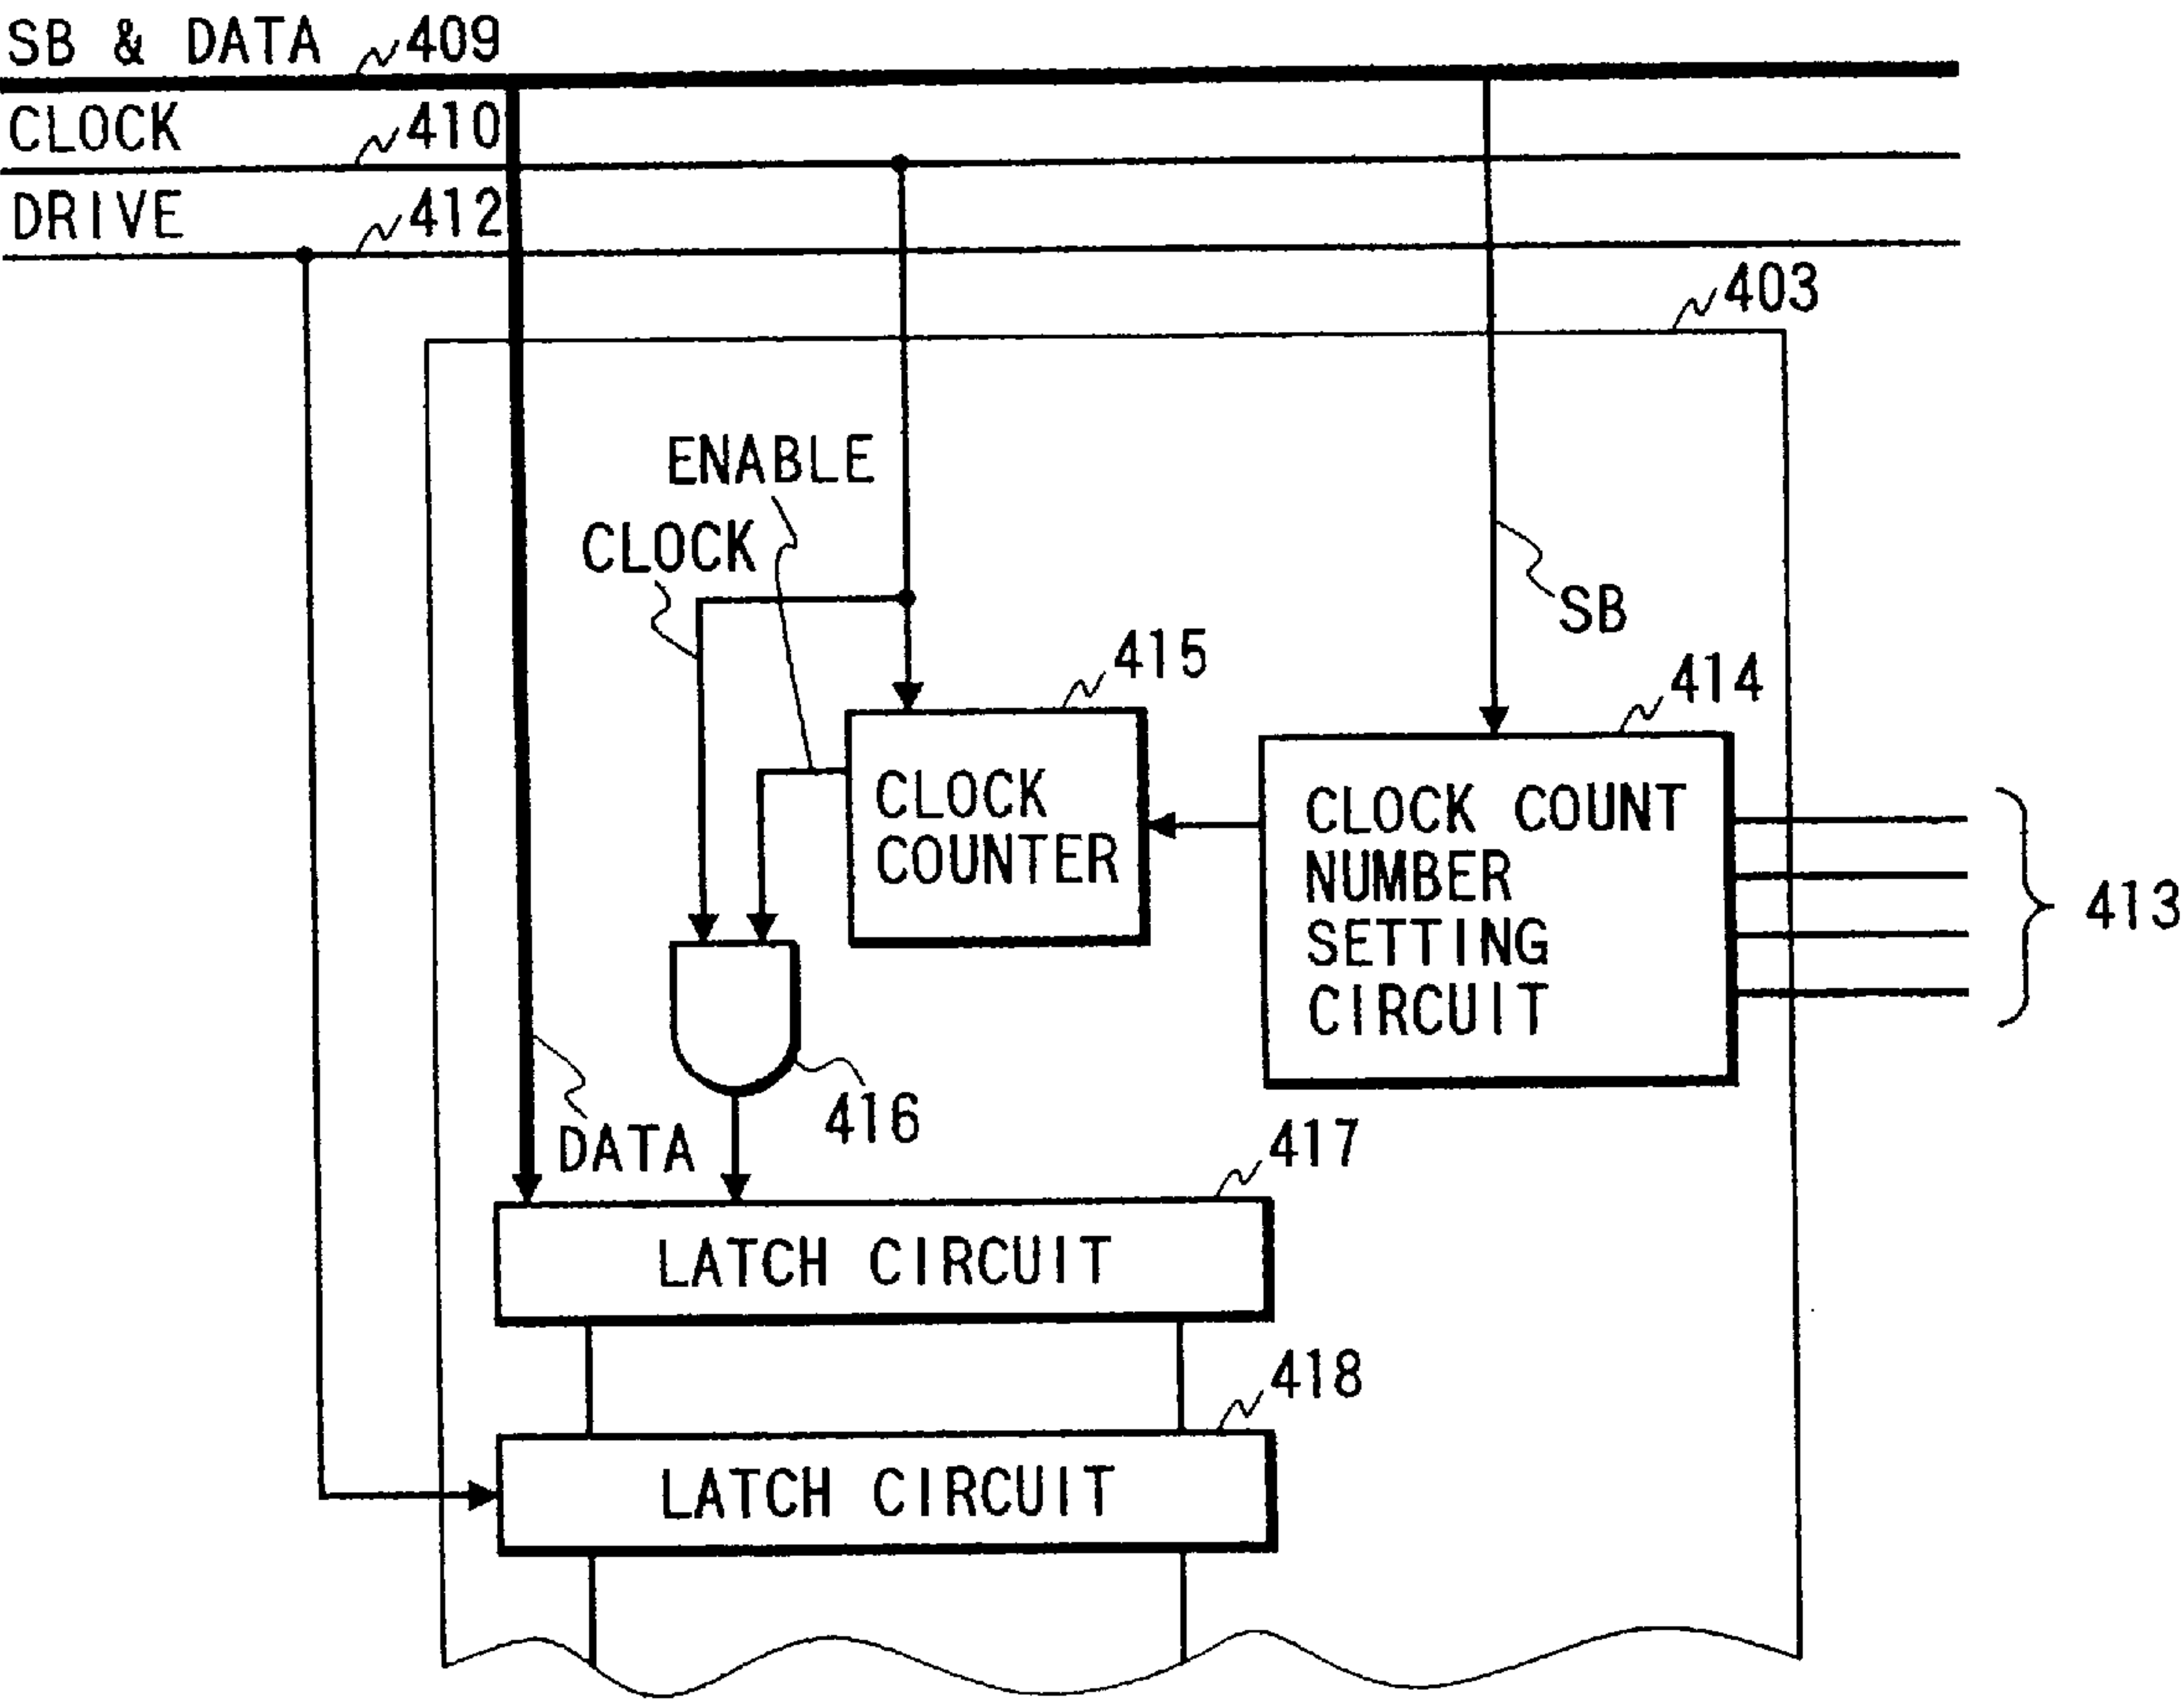 SB & DATA 409
CLOCK 410
DRIVE 412
403
ENABLE
CLOCK
SB
415
414
CLOCK
COUNTER
CLOCK COUNT
NUMBER
SETTING
CIRCUIT
413
416
DATA
417
LATCH CIRCUIT
418
LATCH CIRCUIT